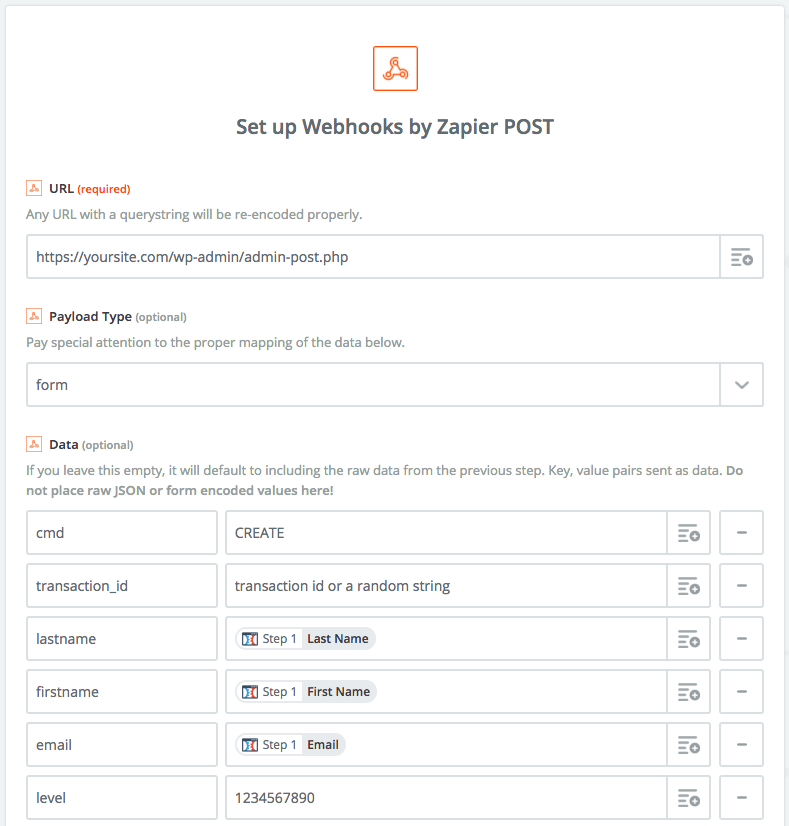 Set up Webhooks by Zapier POST
URL (required)
Any URL with a querystring will be re-encoded properly.
https://yoursite.com/wp-admin/admin-post.php
Payload Type (optional)
Pay special attention to the proper mapping of the data below.
form
Data (optional)
If you leave this empty, it will default to including the raw data from the previous step. Key, value pairs sent as data. Do
not place raw JSON or form encoded values here!
cmd CREATE
transaction_id transaction id or a random string
lastname Step 1 Last Name
firstname Step 1 First Name
email Step 1 Email
level 1234567890